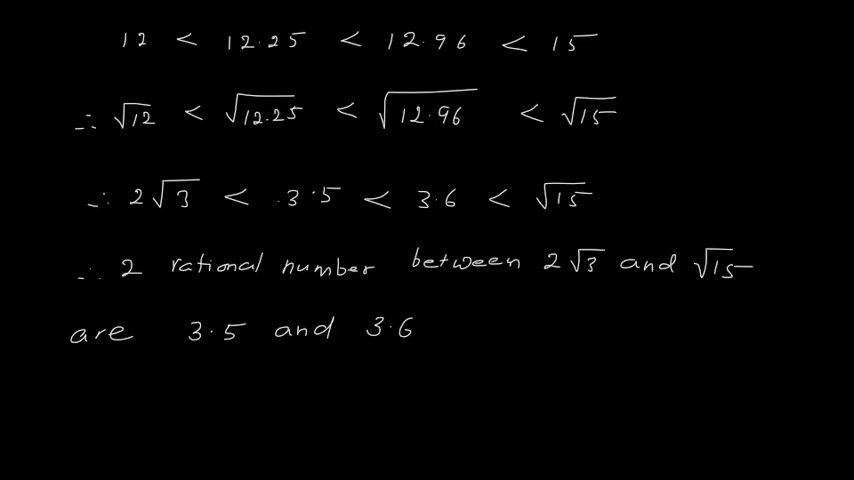 12 < 12.25 < 12.96 < 15
∴ √12 < √12.25 < √12.96 < √15
∴ 2√3 < 3.5 < 3.6 < √15
∴ 2 rational number between 2√3 and √15
are 3.5 and 3.6